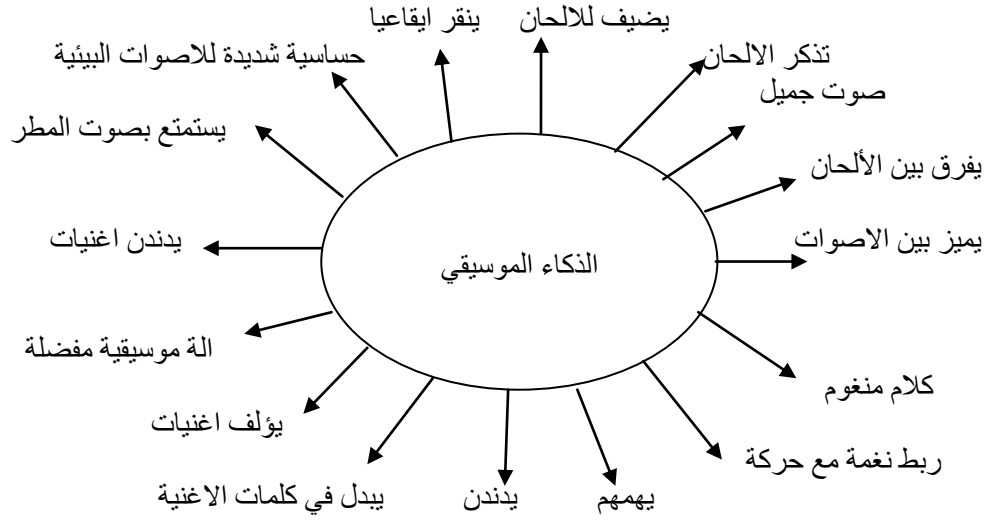 يضيف للالحان
ينقر ايقاعيا
تذكر الالحان
حساسية شديدة للاصوات البيئية
صوت جميل
يستمتع بصوت المطر
يفرق بين الألحان
يميز بين الاصوات
يدندن اغنيات
الذكاء الموسيقي
الة موسيقية مفضلة
كلام منغوم
يؤلف اغنيات
ربط نغمة مع حركة
يهمهم
يدندن
يبدل في كلمات الاغنية